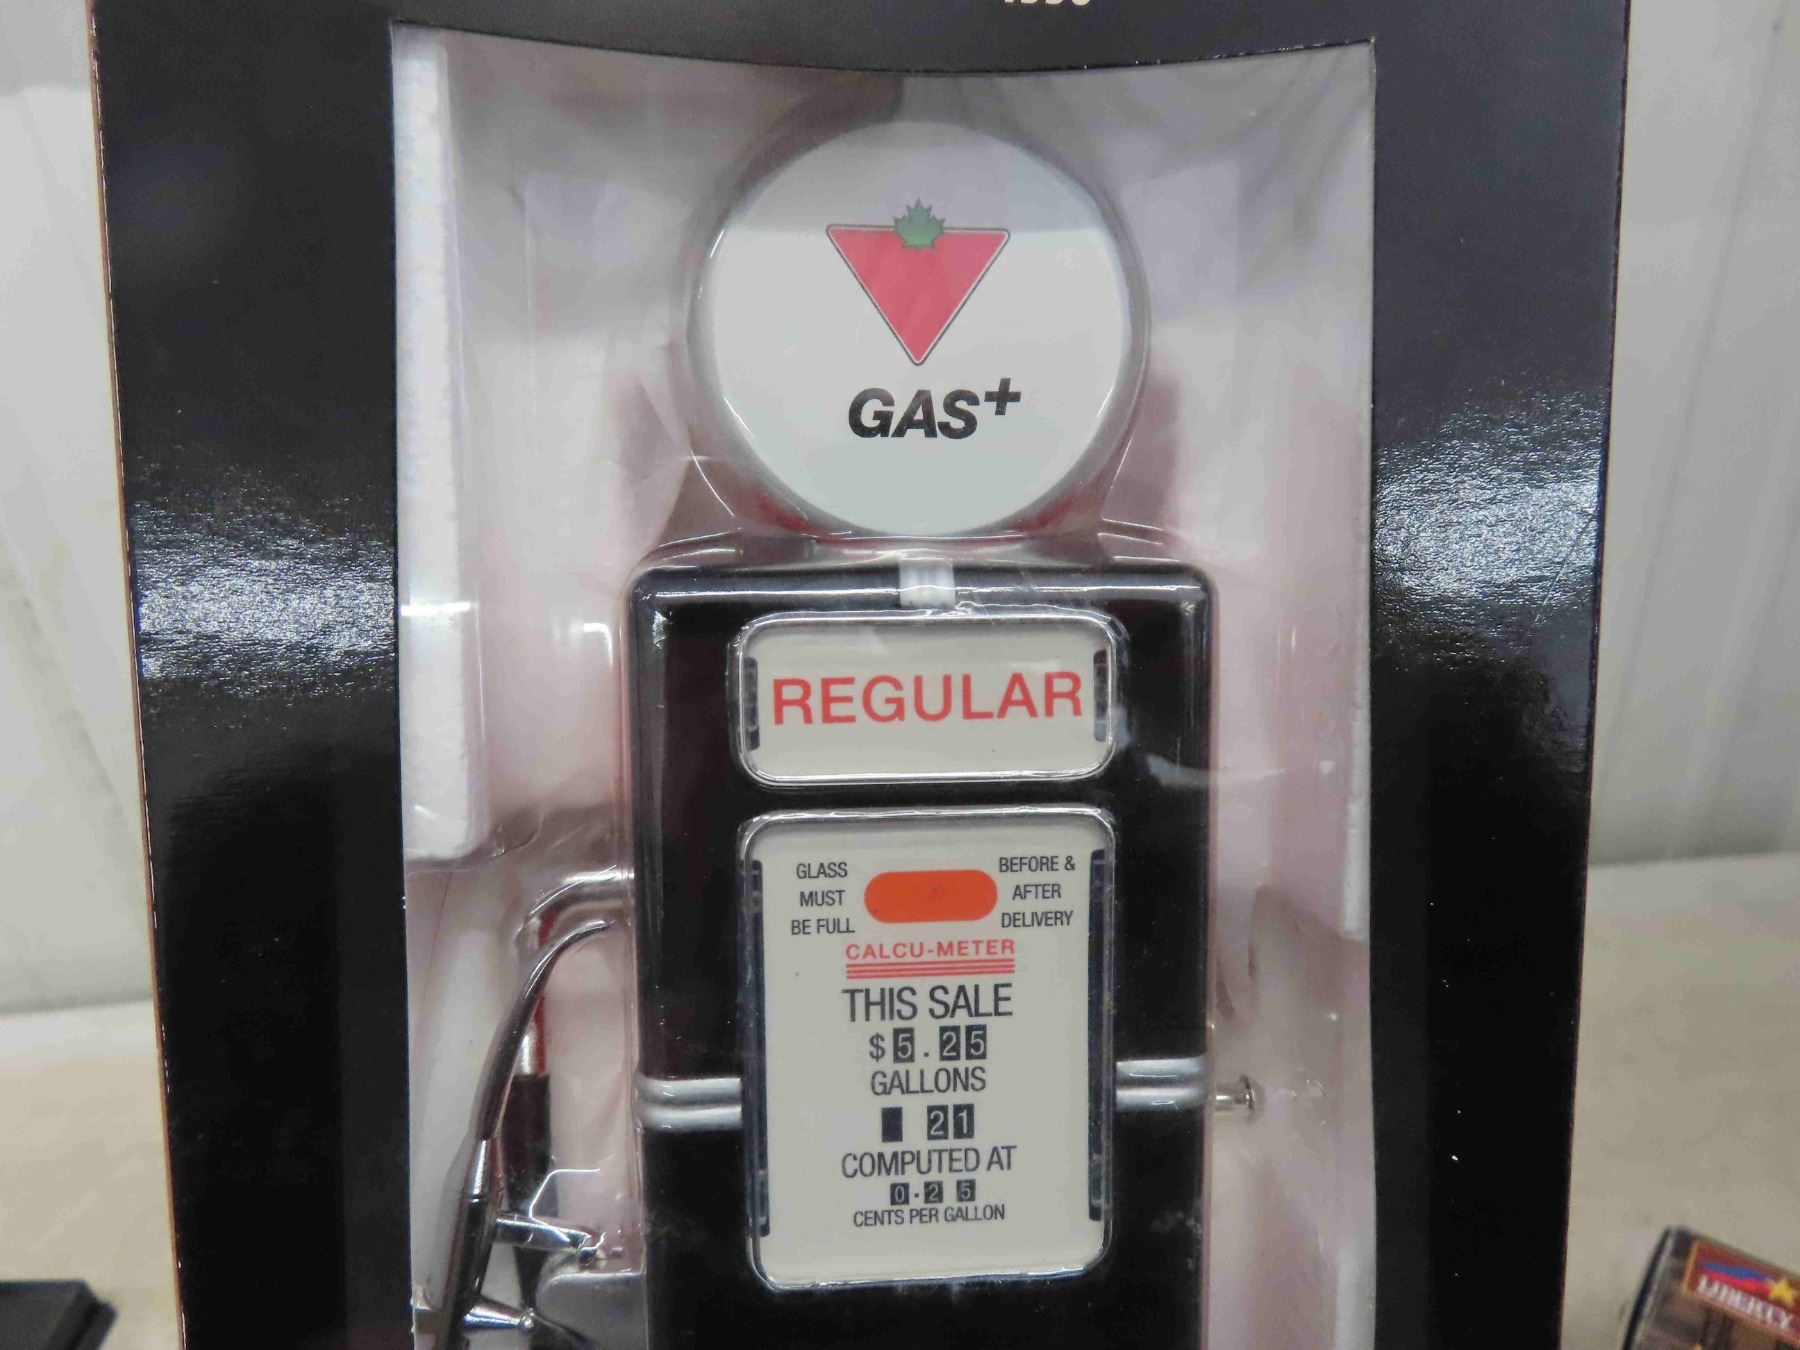 GAS+
REGULAR
GLASS
MUST
BE FULL
BEFORE &
AFTER
DELIVERY
CALCU-METER
THIS SALE
$ 5.25
GALLONS
21
COMPUTED AT
0.25
CENTS PER GALLON
LIBERTY